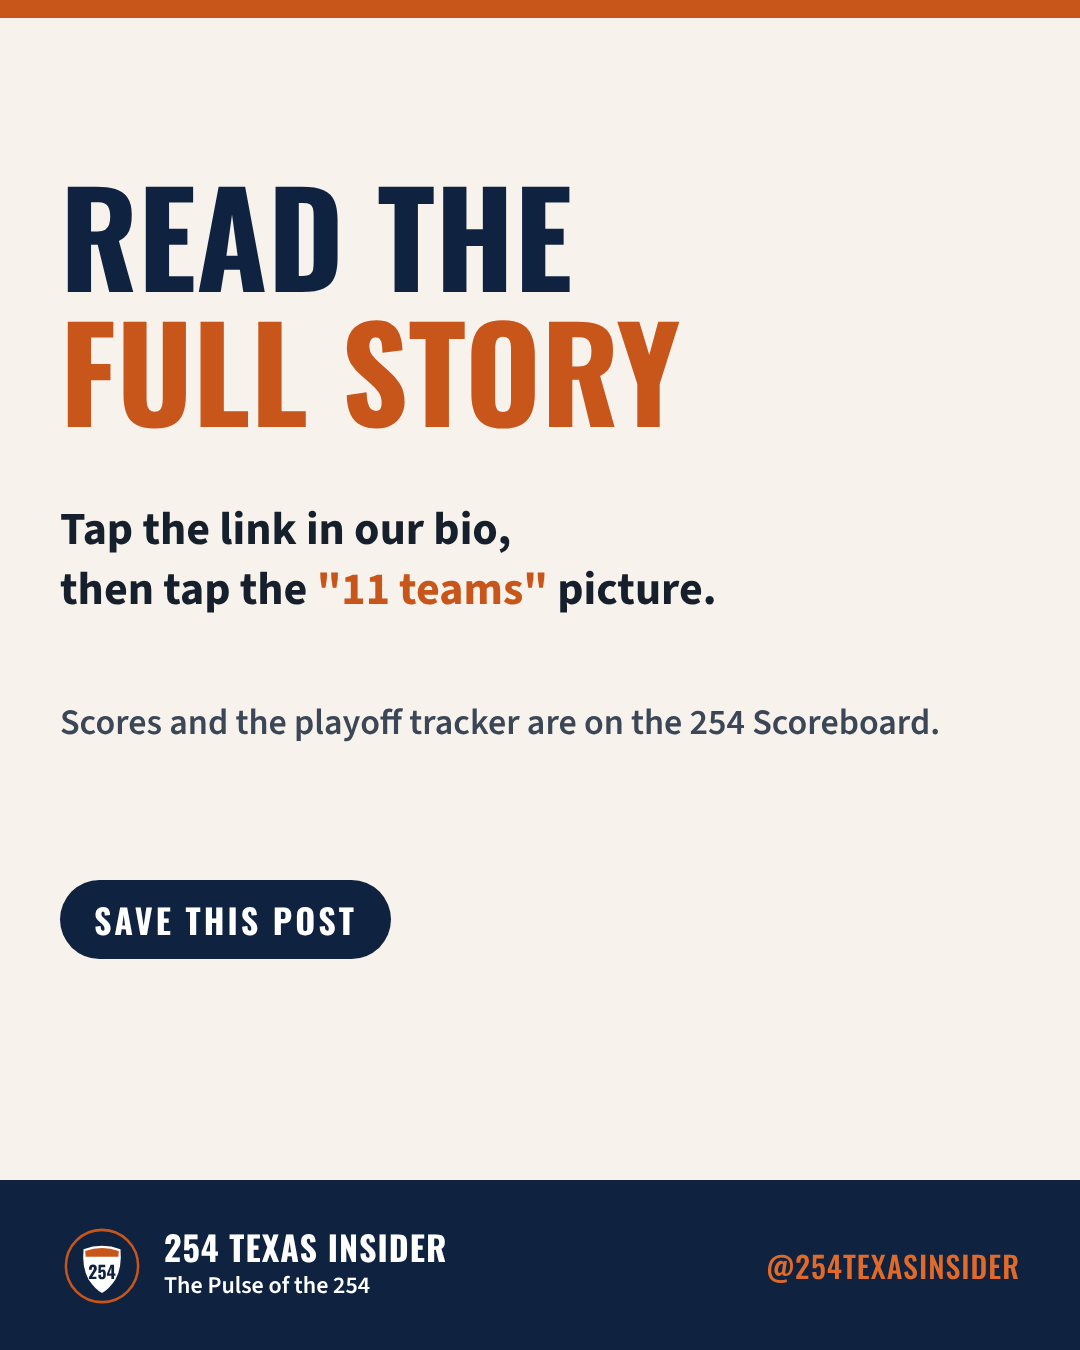 READ THE
FULL STORY
Tap the link in our bio,
then tap the "11 teams" picture.
Scores and the playoff tracker are on the 254 Scoreboard.
SAVE THIS POST
254
254 TEXAS INSIDER
The Pulse of the 254
@254TEXASINSIDER